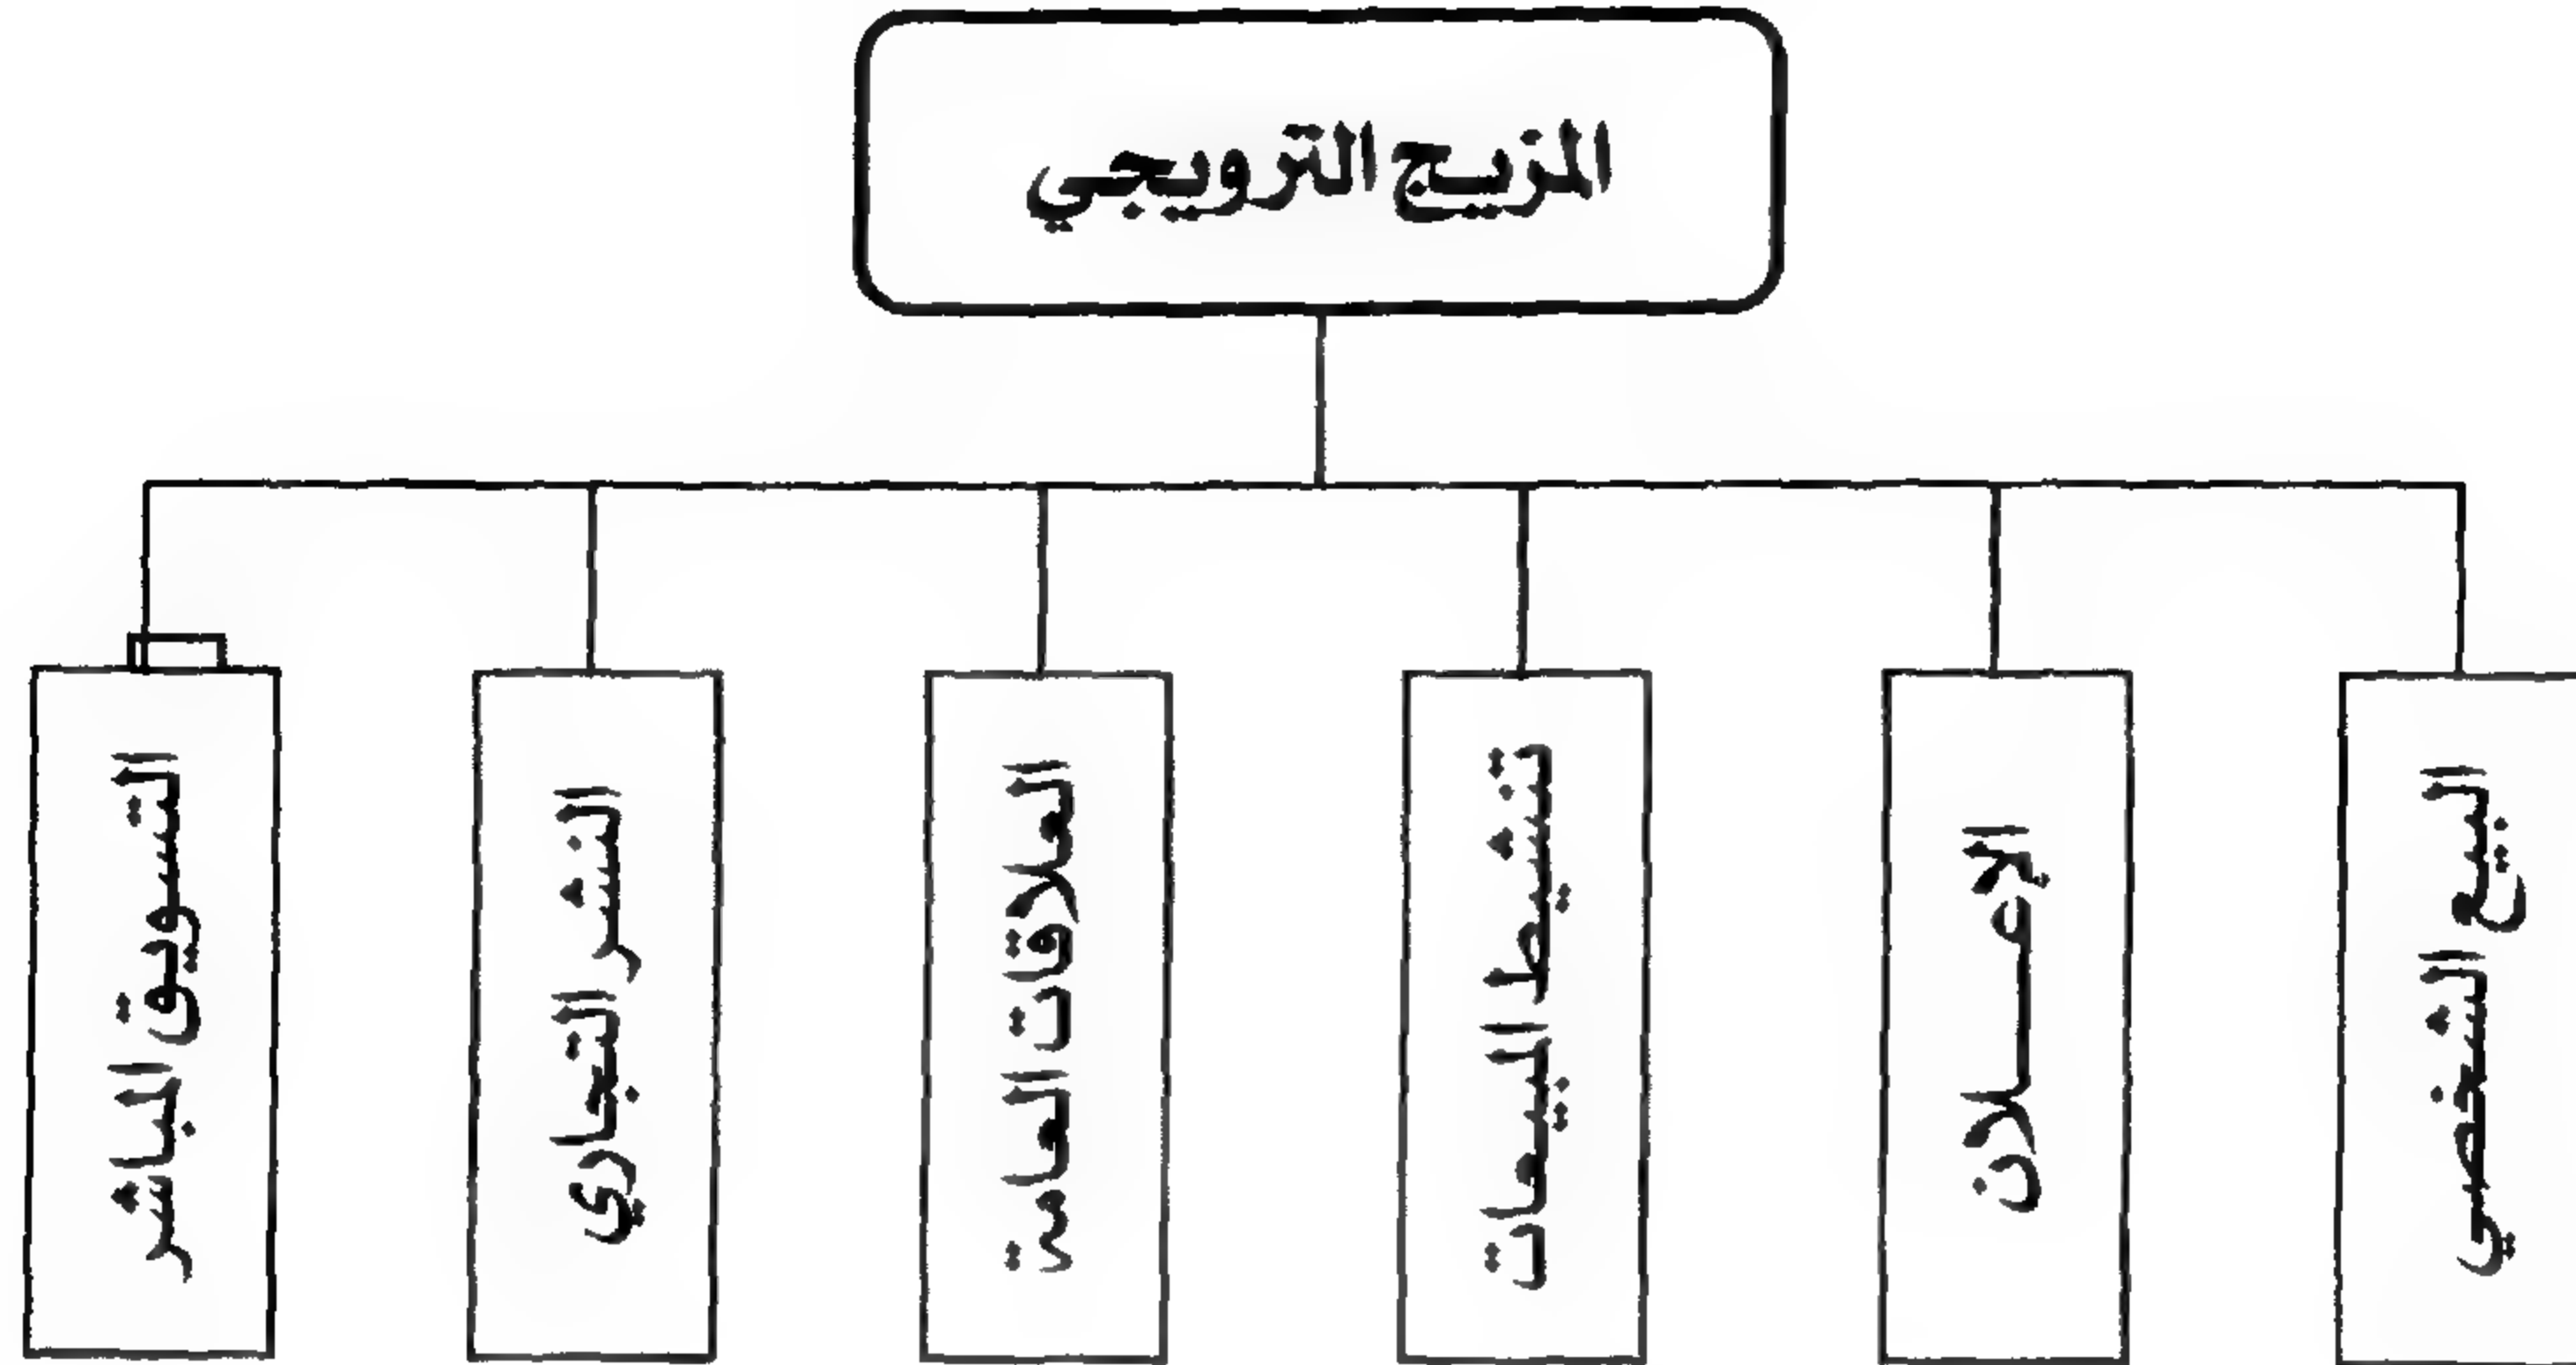 المزيج الترويجي
البيع الشخصي
الإعلان
تنشيط المبيعات
العلاقات العامة
النشر التجاري
التسويق المباشر